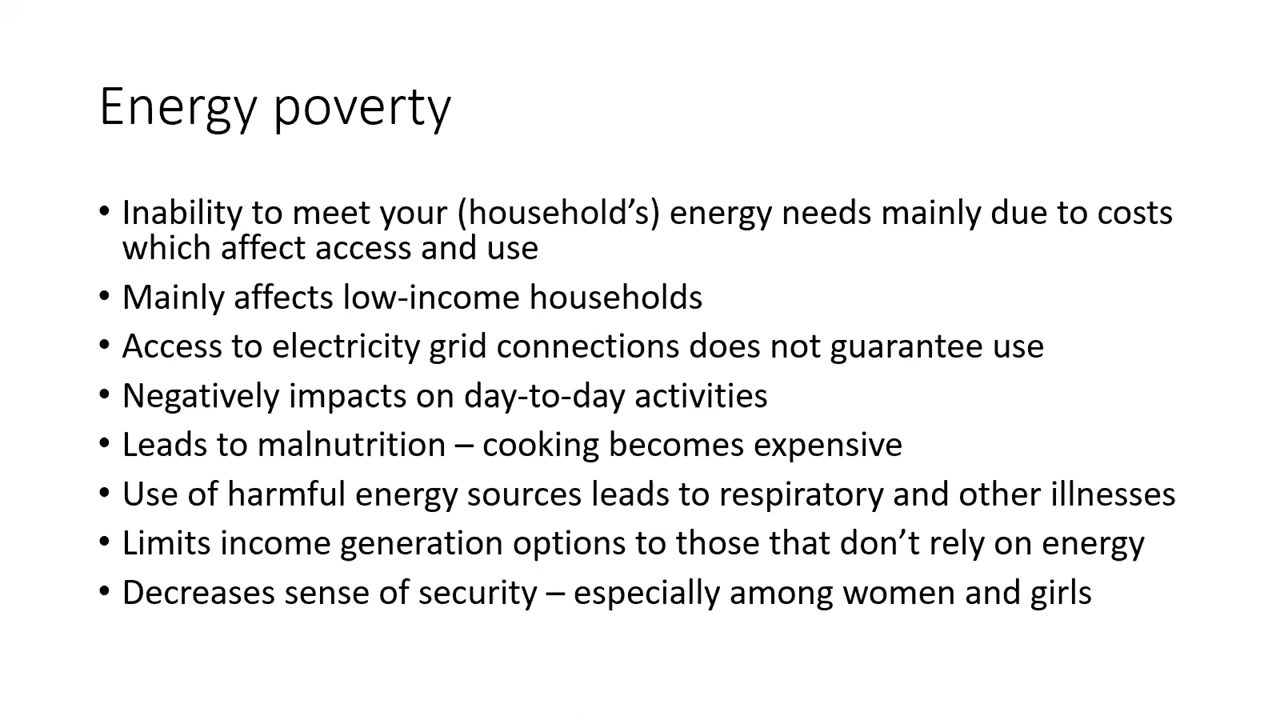 Energy poverty
• Inability to meet your (household’s) energy needs mainly due to costs
which affect access and use
• Mainly affects low-income households
• Access to electricity grid connections does not guarantee use
• Negatively impacts on day-to-day activities
• Leads to malnutrition – cooking becomes expensive
• Use of harmful energy sources leads to respiratory and other illnesses
• Limits income generation options to those that don’t rely on energy
• Decreases sense of security – especially among women and girls